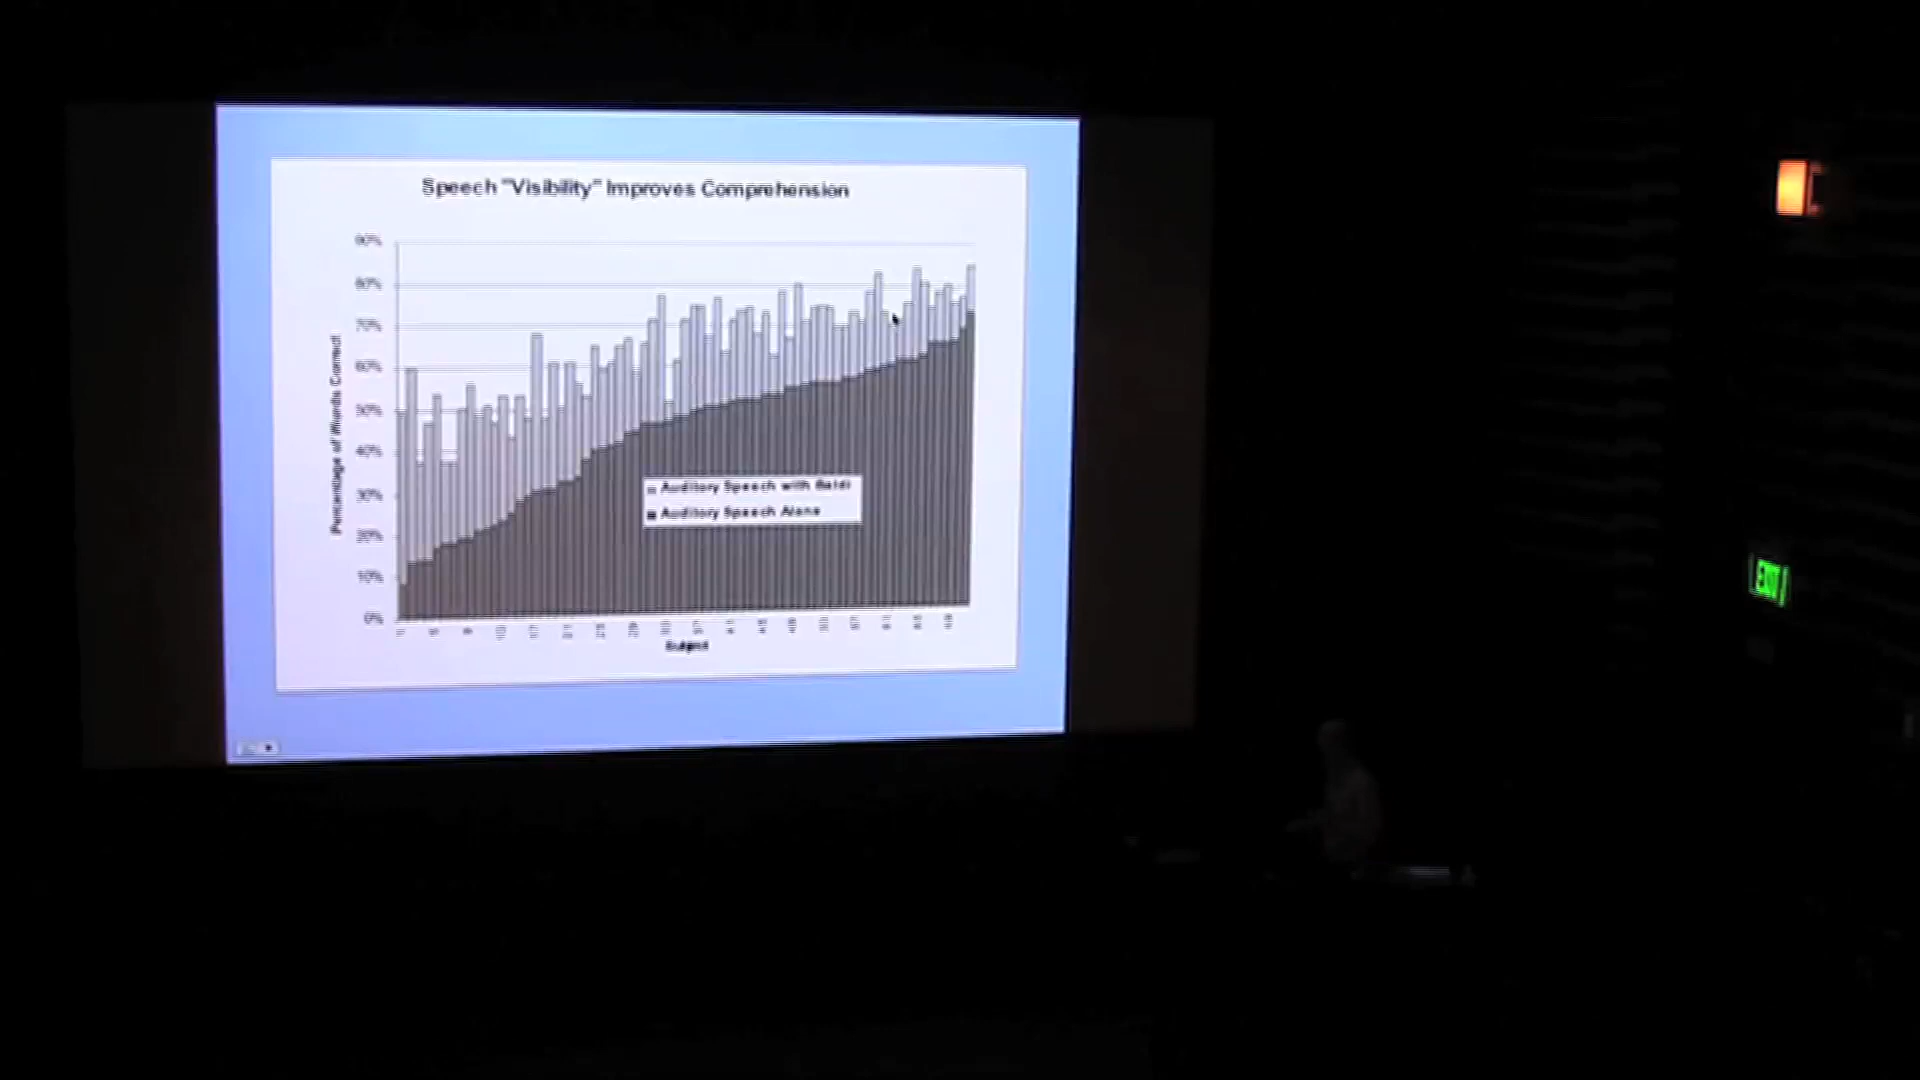 Speech "Visibility" Improves Comprehension
Percentage of Words Correct
90%
80%
70%
60%
50%
40%
30%
20%
10%
0%
Auditory Speech with Baldi
Auditory Speech Alone
Subject
EXIT